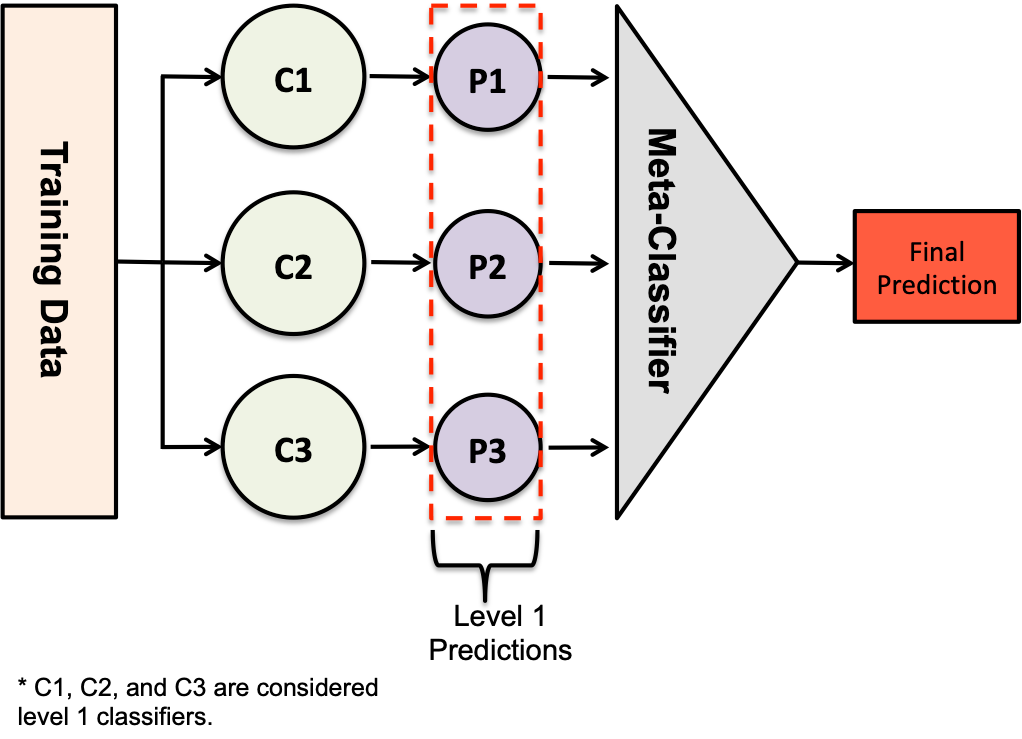 Training Data
C1
P1
C2
P2
C3
P3
Meta-Classifier
Final
Prediction
Level 1
Predictions
* C1, C2, and C3 are considered
level 1 classifiers.